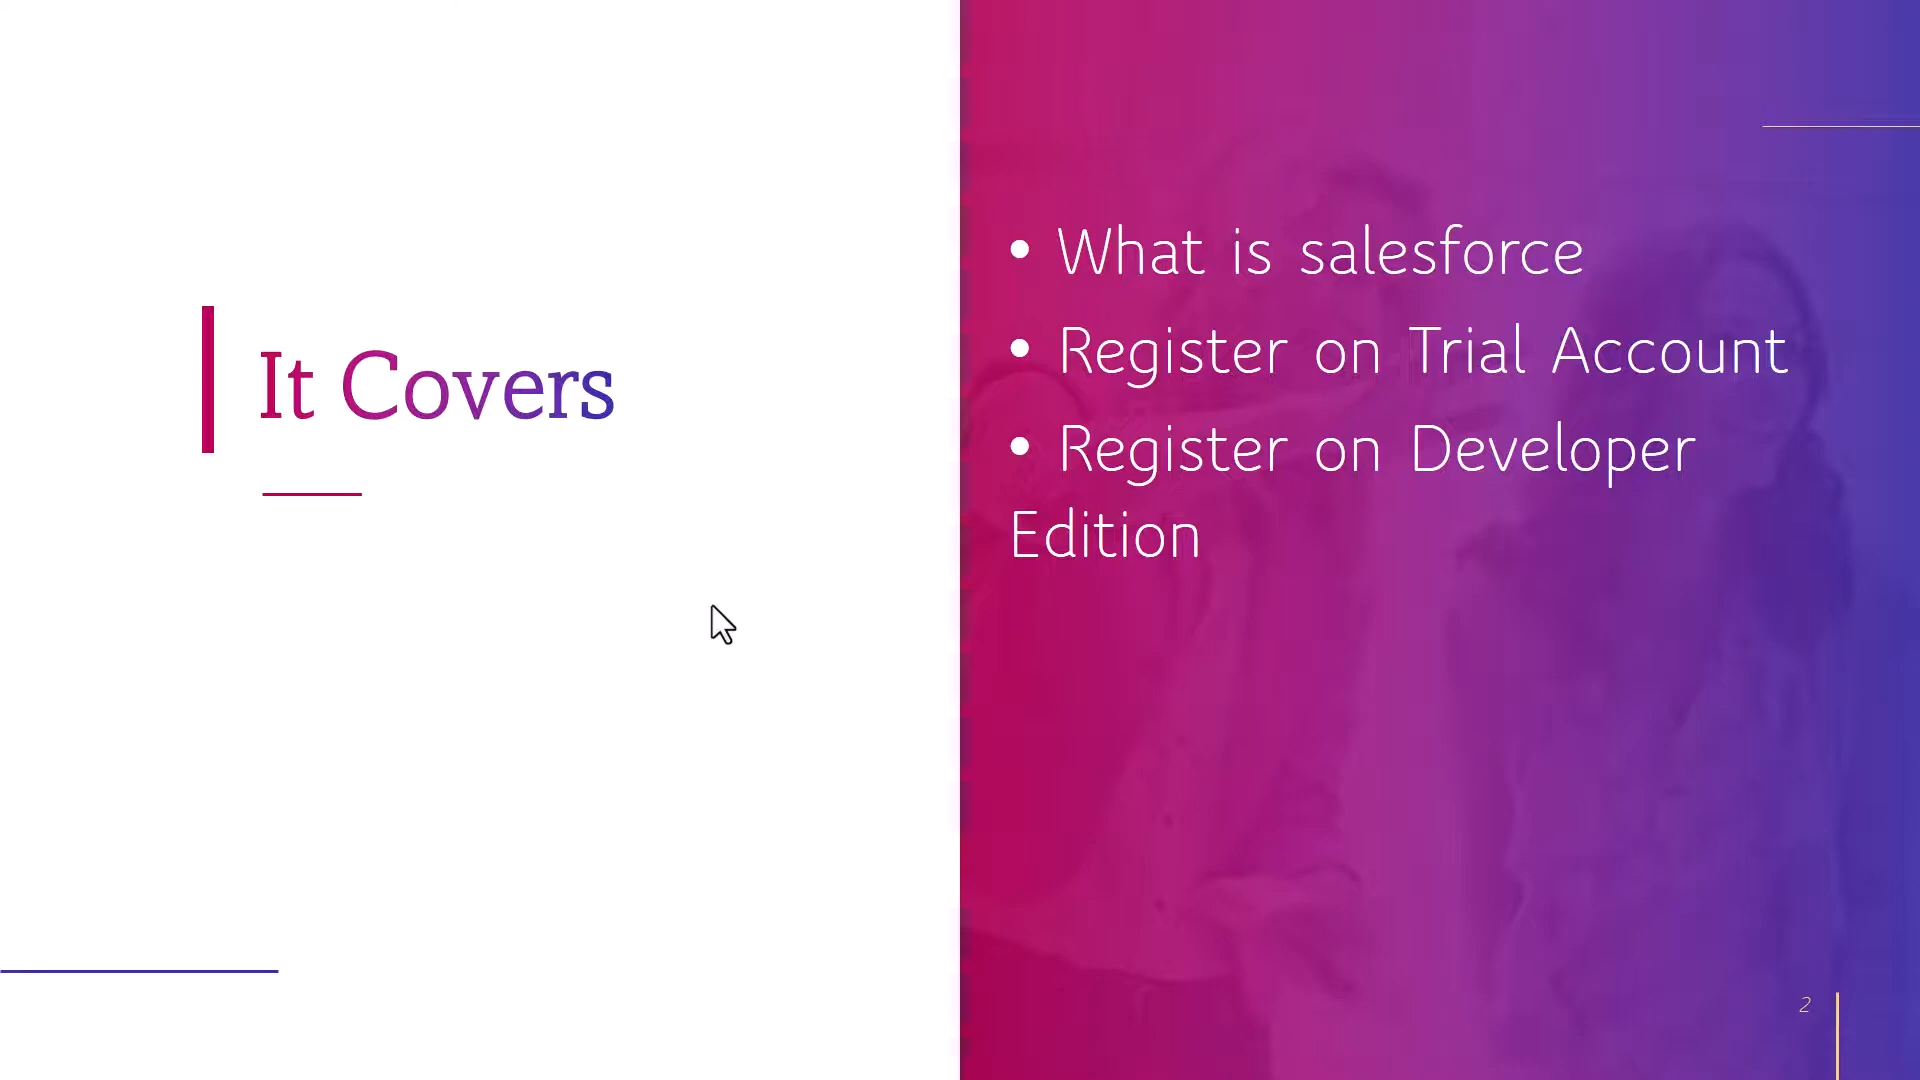 It Covers
• What is salesforce
• Register on Trial Account
• Register on Developer
Edition
2